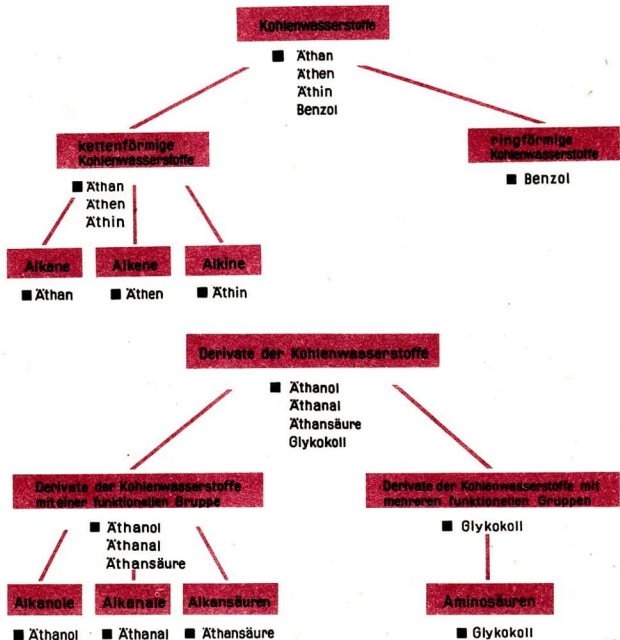 Kohlenwasserstoffe
■ Äthan
Äthen
Äthin
Benzol
kettenförmige
Kohlenwasserstoffe
■ Äthan
Äthen
Äthin
ringförmige
Kohlenwasserstoffe
■ Benzol
Alkane
■ Äthan
Alkene
■ Äthen
Alkine
■ Äthin
Derivate der Kohlenwasserstoffe
■ Äthanol
Äthanal
Äthansäure
Glykokoll
Derivate der Kohlenwasserstoffe
mit einer funktionellen Gruppe
■ Äthanol
Äthanal
Äthansäure
Derivate der Kohlenwasserstoffe mit
mehreren funktionellen Gruppen
■ Glykokoll
Alkanole
■ Äthanol
Alkanale
■ Äthanal
Alkansäuren
■ Äthansäure
Aminosäuren
■ Glykokoll